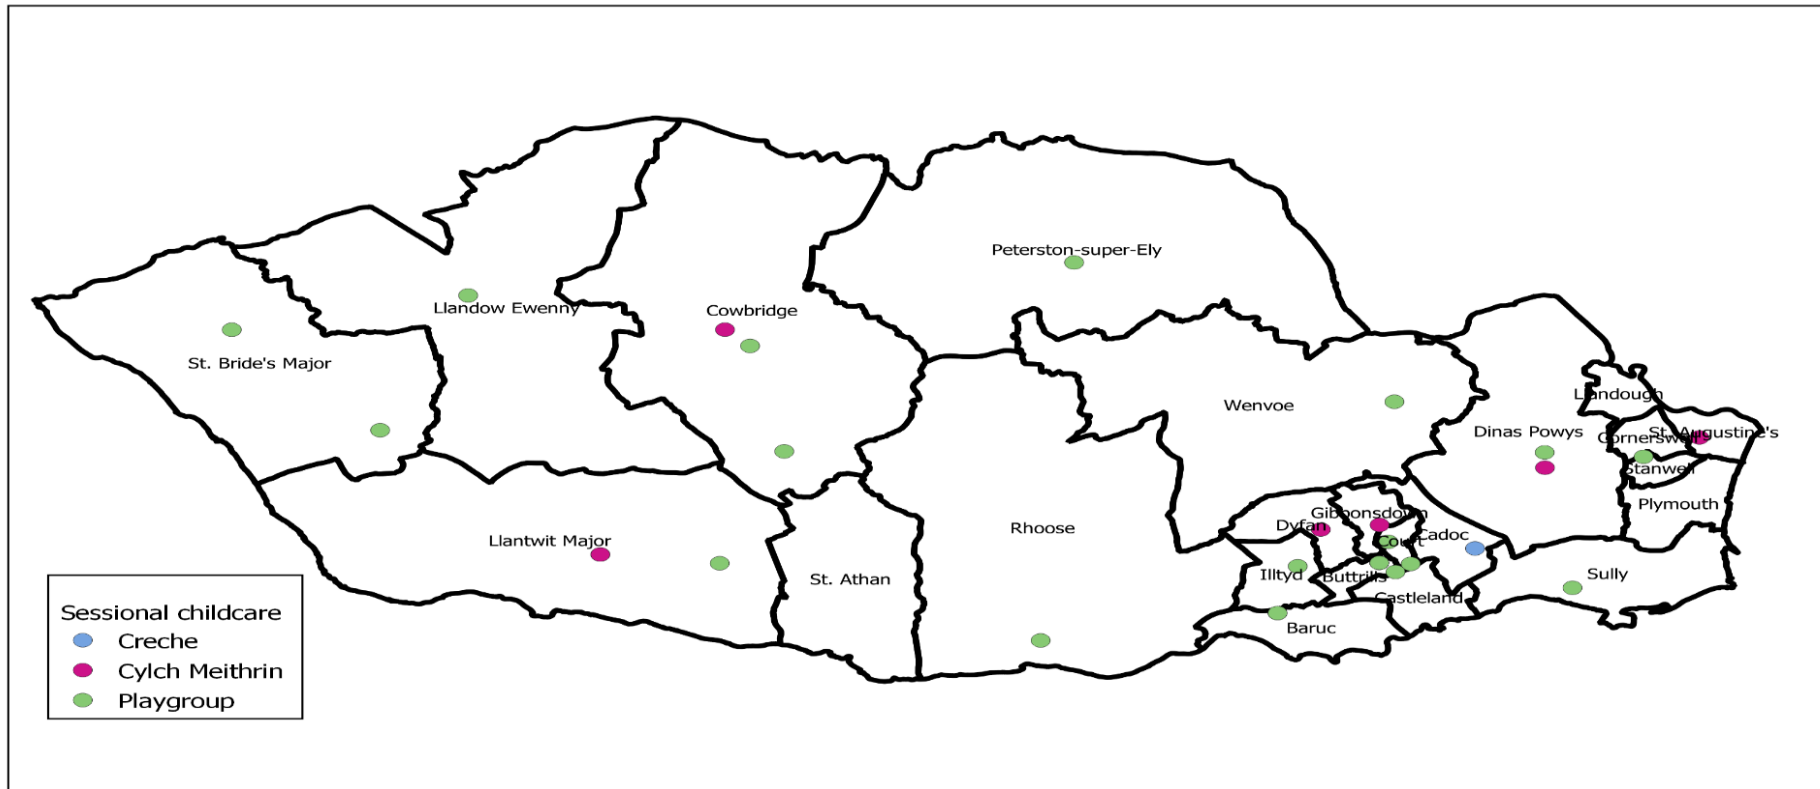 Peterston-super-Ely
Llandow Ewenny
Cowbridge
St. Bride's Major
Wenvoe
Llandough
Dinas Powys
Cornerswell
St. Augustine's
Stanwell
Plymouth
Gibbonsdown
Dyfan
Rhoose
Court
Cadoc
Llantwit Major
St. Athan
Illtyd
Buttrills
Sully
Castleland
Baruc
Sessional childcare
Creche
Cylch Meithrin
Playgroup